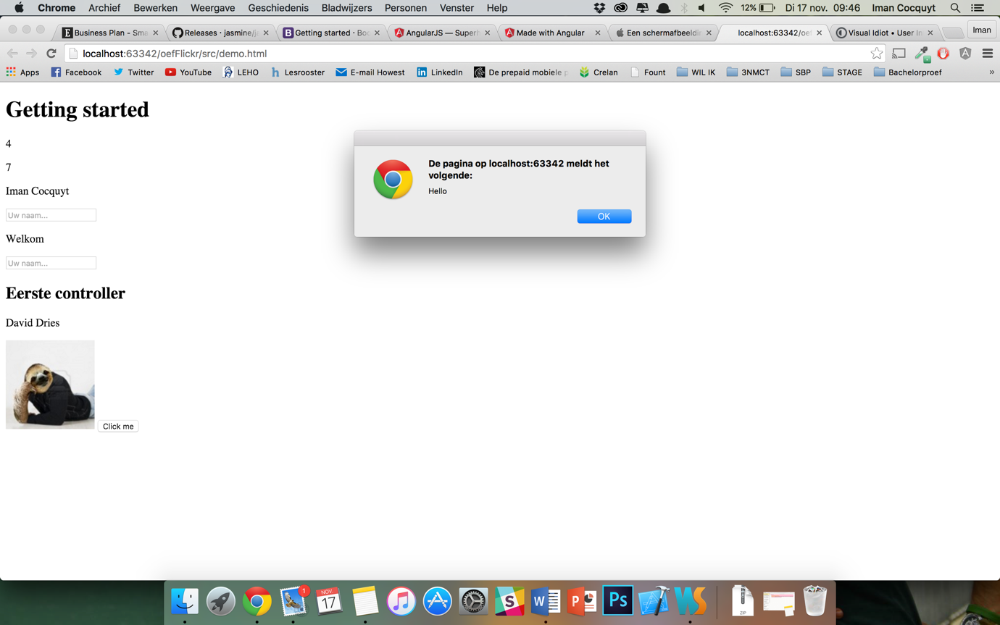 Chrome Archief Bewerken Weergave Geschiedenis Bladwijzers Personen Venster Help 12% Di 17 nov. 09:46 Iman Cocquyt
Business Plan - Sma Releases · jasmine/ja Getting started · Boo AngularJS — Superh Made with Angular Een schermafbeeldin localhost:63342/oef Visual Idiot • User In Iman
localhost:63342/oefFlickr/src/demo.html
Apps Facebook Twitter YouTube LEHO Lesrooster E-mail Howest LinkedIn De prepaid mobiele p Crelan Fount WIL IK 3NMCT SBP STAGE Bachelorproef »
Getting started
4
7
Iman Cocquyt
Uw naam...
Welkom
Uw naam...
Eerste controller
David Dries
Click me
De pagina op localhost:63342 meldt het
volgende:
Hello
OK
1
NOV.
17
S
W
P
Ps
WS
ZIP